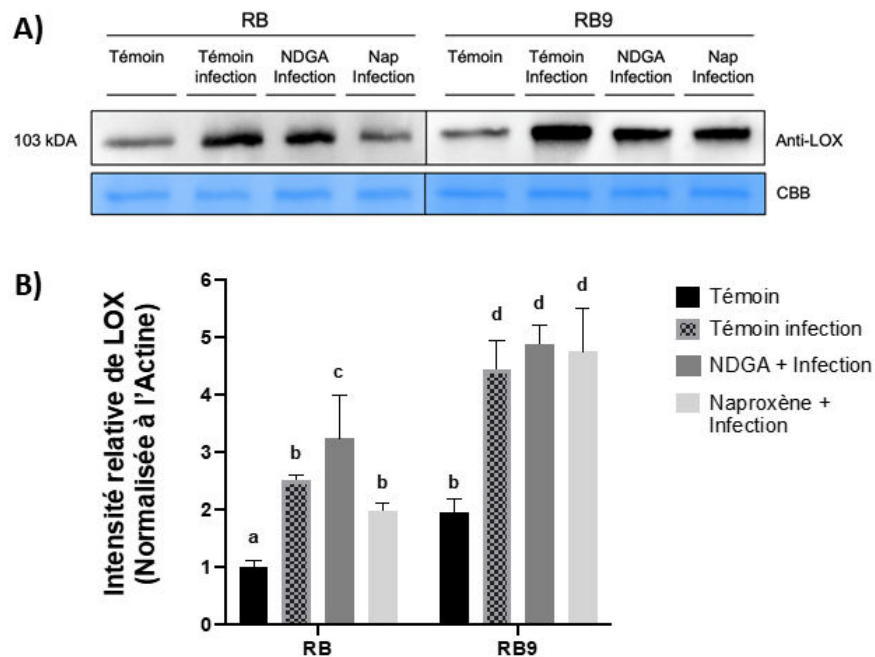 A)
RB
RB9
Témoin
Témoin
infection
NDGA
Infection
Nap
Infection
Témoin
Témoin
Infection
NDGA
Infection
Nap
Infection
103 kDA
Anti-LOX
CBB
B)
Intensité relative de LOX
(Normalisée à l'Actine)
6
5
4
3
2
1
0
a
b
c
b
b
d
d
d
RB
RB9
Témoin
Témoin infection
NDGA + Infection
Naproxène +
Infection